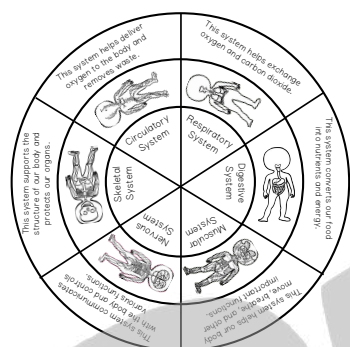 This system helps deliver
oxygen to the body and
removes waste.
Circulatory
System
This system helps exchange
oxygen and carbon dioxide.
Respiratory
System
This system converts our food
into nutrients and energy.
Digestive
System
This system helps our body
move, breathe, and other
important functions.
Muscular
System
This system communicates
with the body and controls
various functions.
Nervous
System
This system supports the
structure of our body and
protects our organs.
Skeletal
System